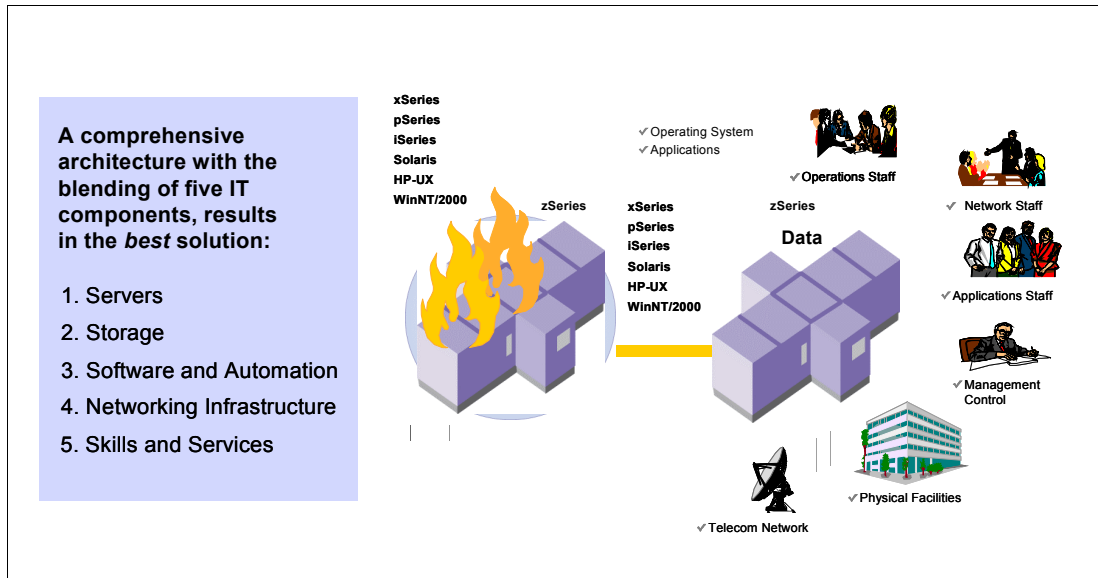 A comprehensive
architecture with the
blending of five IT
components, results
in the best solution:
1. Servers
2. Storage
3. Software and Automation
4. Networking Infrastructure
5. Skills and Services
xSeries
pSeries
iSeries
Solaris
HP-UX
WinNT/2000
zSeries
✓ Operating System
✓ Applications
xSeries
pSeries
iSeries
Solaris
HP-UX
WinNT/2000
zSeries
Data
✓ Operations Staff
✓ Network Staff
✓ Applications Staff
✓ Management
Control
✓ Physical Facilities
✓ Telecom Network